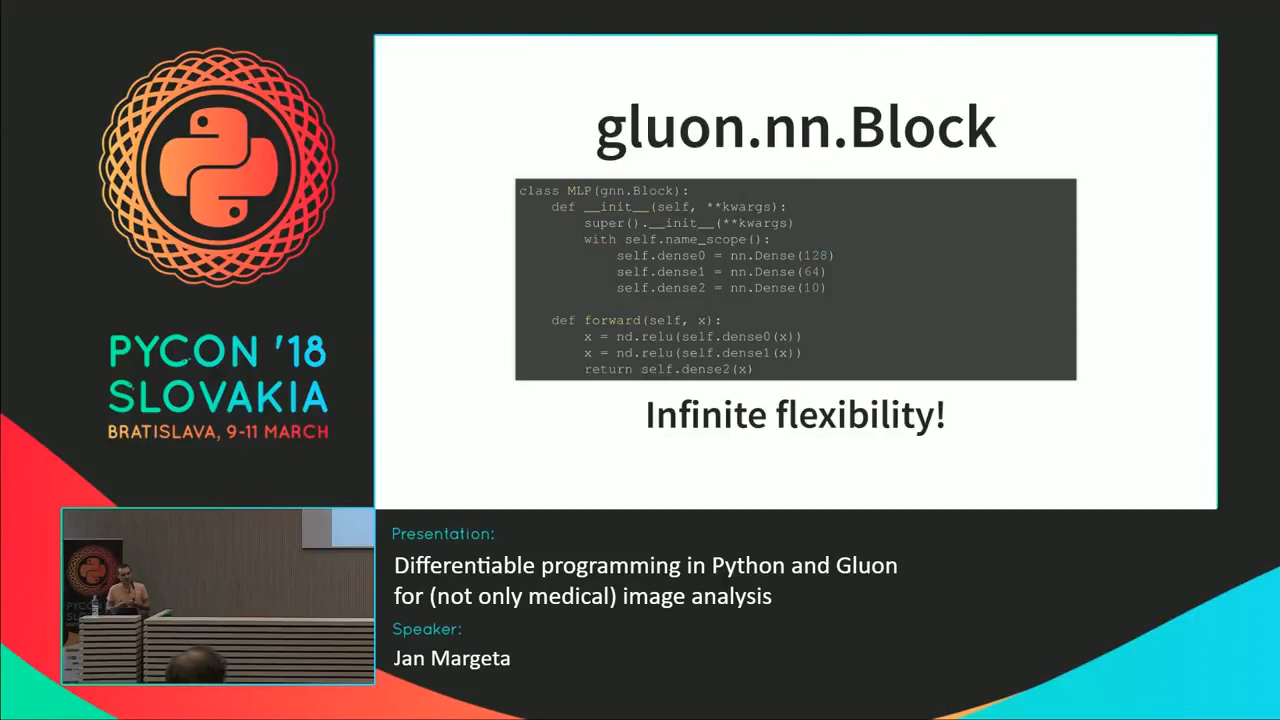 PYCON '18
SLOVAKIA
BRATISLAVA, 9-11 MARCH
gluon.nn.Block
class MLP(gnn.Block):
    def __init__(self, **kwargs):
        super().__init__(**kwargs)
        with self.name_scope():
            self.dense0 = nn.Dense(128)
            self.dense1 = nn.Dense(64)
            self.dense2 = nn.Dense(10)
    def forward(self, x):
        x = nd.relu(self.dense0(x))
        x = nd.relu(self.dense1(x))
        return self.dense2(x)
Infinite flexibility!
Presentation:
Differentiable programming in Python and Gluon
for (not only medical) image analysis
Speaker:
Jan Margeta